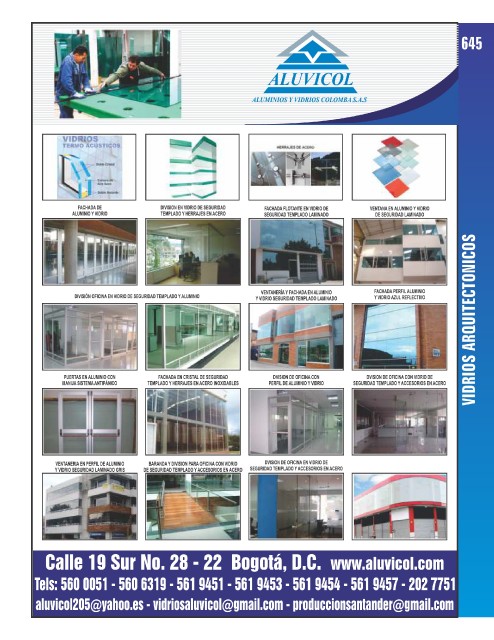 645
ALUVICOL
ALUMINIOS Y VIDRIOS COLOMBIA S.A.S
VIDRIOS
TERMO ACÚSTICOS
HERRAJES DE ACERO
FACHADA DE
ALUMINIO Y VIDRIO
DIVISIÓN EN VIDRIO DE SEGURIDAD
TEMPLADO Y HERRAJES EN ACERO
FACHADA FLOTANTE EN VIDRIO DE
SEGURIDAD TEMPLADO LAMINADO
VENTANA EN ALUMINIO Y VIDRIO
DE SEGURIDAD LAMINADO
DIVISIÓN OFICINA EN VIDRIO DE SEGURIDAD TEMPLADO Y ALUMINIO
VENTANERÍA Y FACHADA EN ALUMINIO
Y VIDRIO SEGURIDAD TEMPLADO LAMINADO
FACHADA PERFIL ALUMINIO
Y VIDRIO AZUL REFLECTIVO
PUERTAS EN ALUMINIO CON
MANIJA SISTEMA ANTIPÁNICO
FACHADA EN CRISTAL DE SEGURIDAD
TEMPLADO Y HERRAJES EN ACERO INOXIDABLES
DIVISION DE OFICINA CON
PERFIL DE ALUMINIO Y VIDRIO
DIVISION DE OFICINA CON VIDRIO DE
SEGURIDAD TEMPLADO Y ACCESORIOS EN ACERO
VENTANERIA EN PERFIL DE ALUMINIO
Y VIDRIO SEGURIDAD LAMINADO GRIS
BARANDA Y DIVISION PARA OFICINA CON VIDRIO
DE SEGURIDAD TEMPLADO Y ACCESORIOS EN ACERO
DIVISION DE OFICINA EN VIDRIO DE
SEGURIDAD TEMPLADO Y ACCESORIOS EN ACERO
VIDRIOS ARQUITECTONICOS
Calle 19 Sur No. 28 - 22 Bogotá, D.C. www.aluvicol.com
Tels: 560 0051 - 560 6319 - 561 9451 - 561 9453 - 561 9454 - 561 9457 - 202 7751
aluvicol205@yahoo.es - vidriosaluvicol@gmail.com - produccionsantander@gmail.com